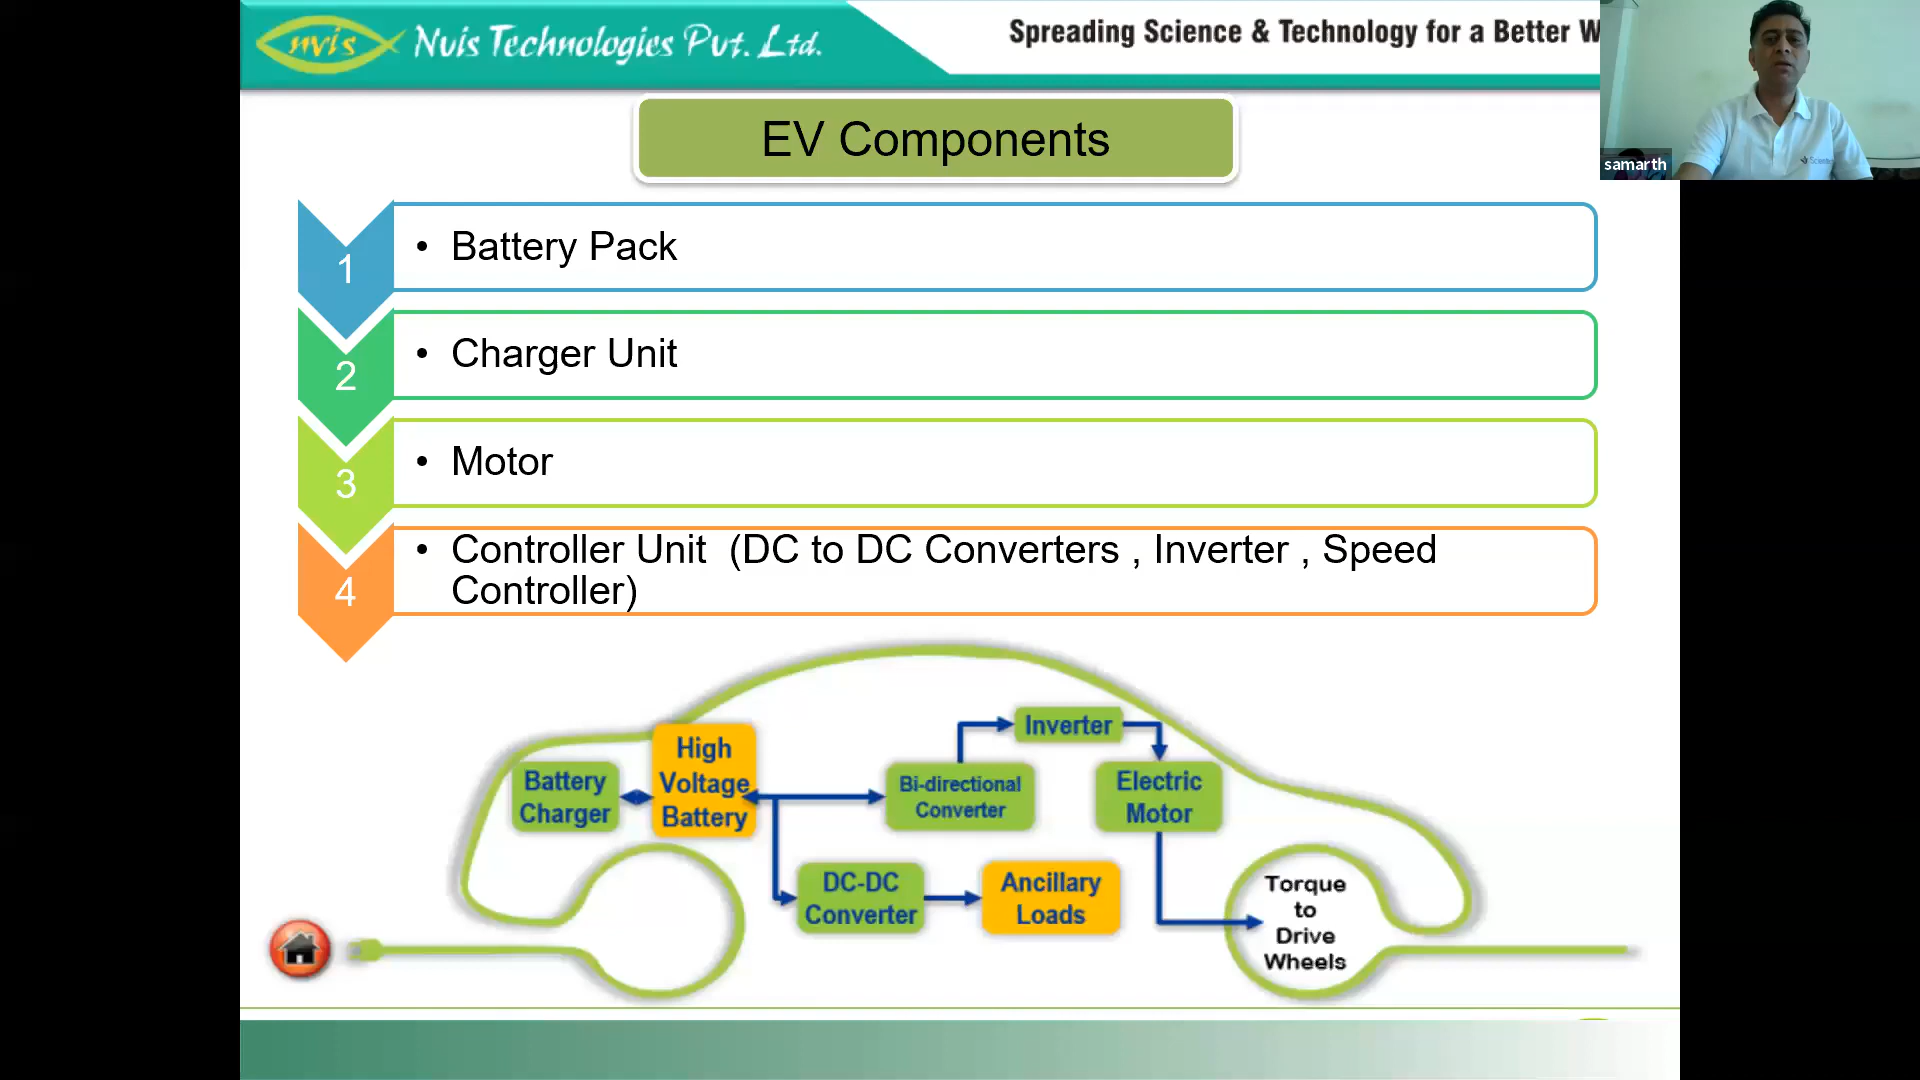 nvis Nvis Technologies Pvt. Ltd.
Spreading Science & Technology for a Better W
samarth
EV Components
1
• Battery Pack
2
• Charger Unit
3
• Motor
4
• Controller Unit (DC to DC Converters , Inverter , Speed
Controller)
Inverter
High
Voltage
Battery
Battery
Charger
Bi-directional
Converter
Electric
Motor
DC-DC
Converter
Ancillary
Loads
Torque
to
Drive
Wheels